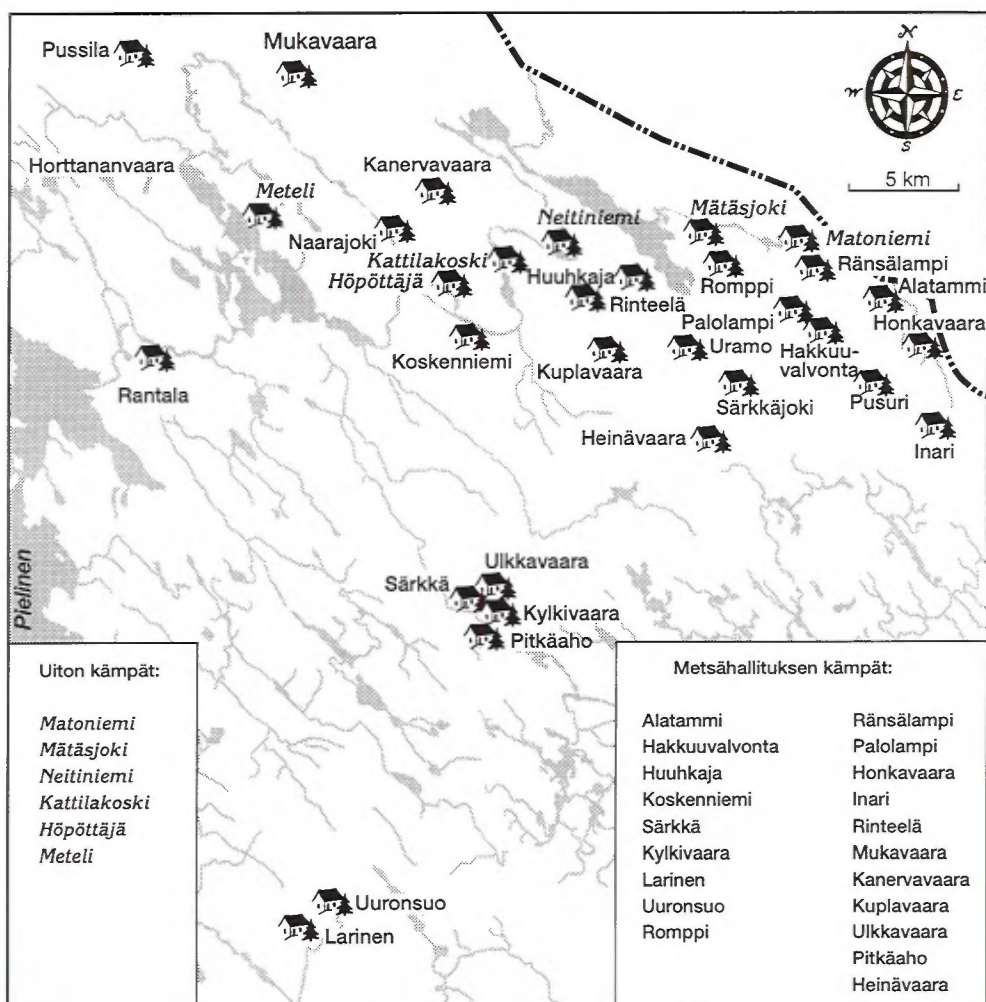 Pussila
Mukavaara
N
W
E
S
5 km
Horttananvaara
Kanervavaara
Meteli
Naarajoki
Neitiniemi
Mätäsjoki
Matoniemi
Kattilakoski
Höpöttäjä
Huuhkaja
Rinteelä
Romppi
Ränsälampi
Alatammi
Palolampi
Uramo
Honkavaara
Hakkuu-
valvonta
Koskenniemi
Kuplavaara
Rantala
Särkkäjoki
Pusuri
Heinävaara
Inari
Pielinen
Ulkkavaara
Särkkä
Kylkivaara
Pitkäaho
Uuronsuo
Larinen
Uiton kämpät:
Matoniemi
Mätäsjoki
Neitiniemi
Kattilakoski
Höpöttäjä
Meteli
Metsähallituksen kämpät:
Alatammi
Hakkuuvalvonta
Huuhkaja
Koskenniemi
Särkkä
Kylkivaara
Larinen
Uuronsuo
Romppi
Ränsälampi
Palolampi
Honkavaara
Inari
Rinteelä
Mukavaara
Kanervavaara
Kuplavaara
Ulkkavaara
Pitkäaho
Heinävaara